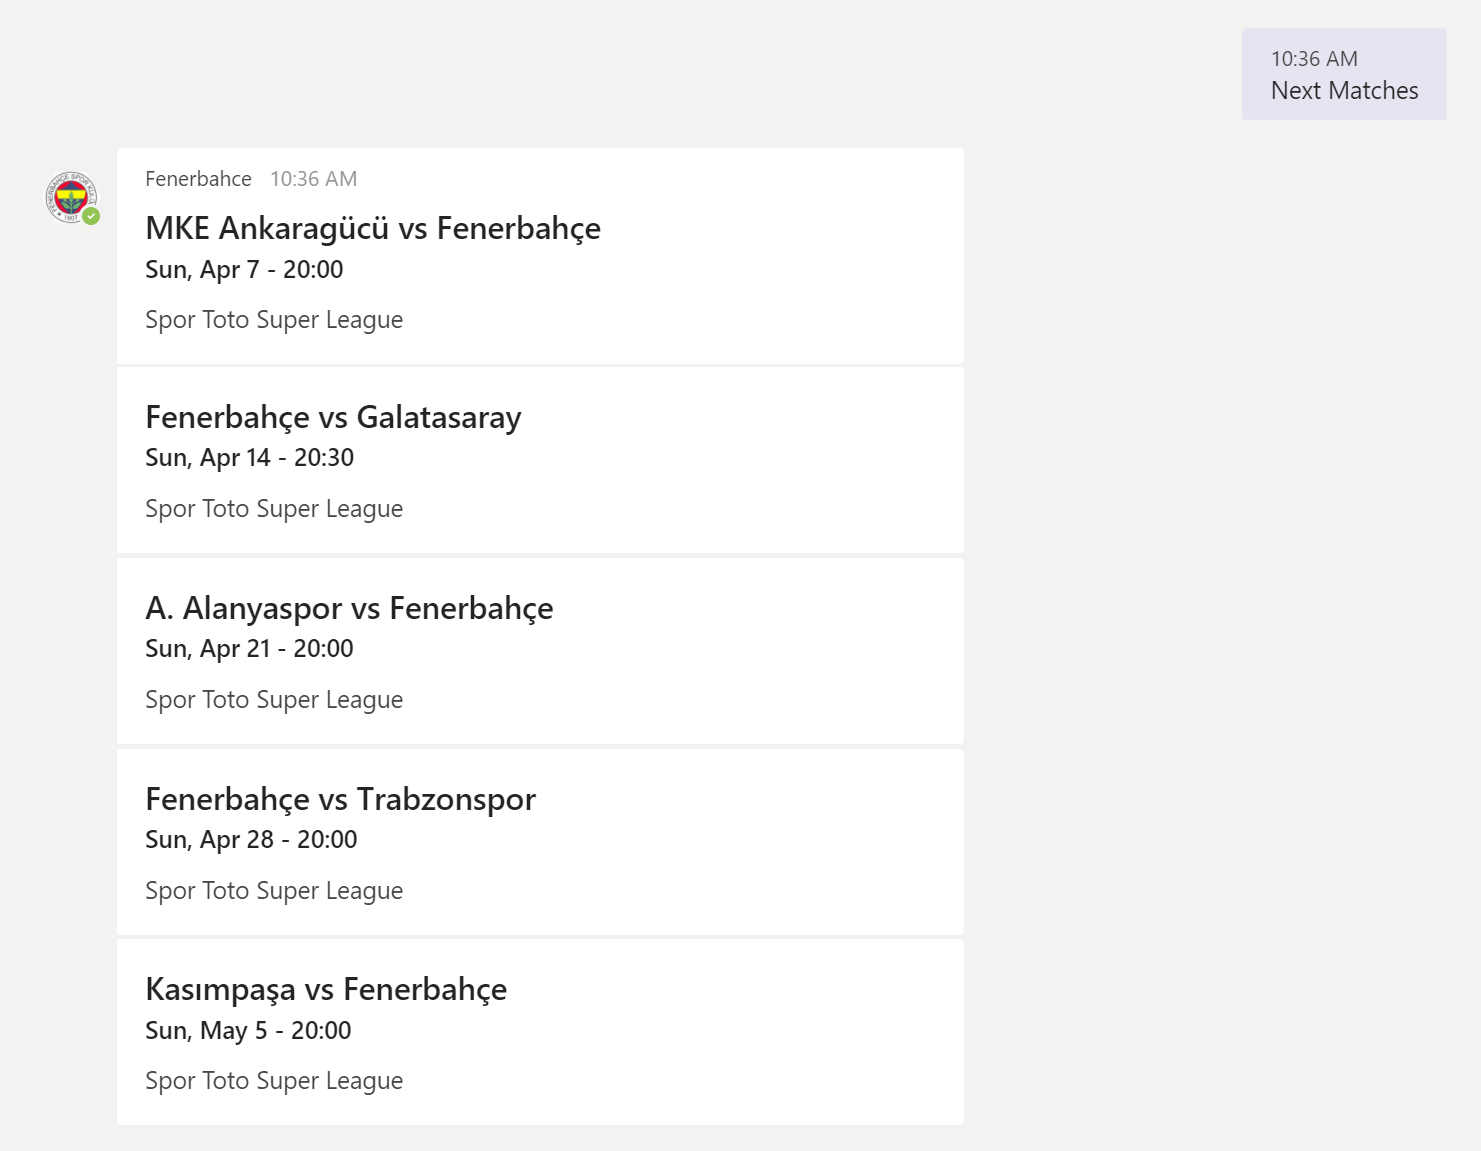 10:36 AM
Next Matches
Fenerbahce 10:36 AM
MKE Ankaragücü vs Fenerbahçe
Sun, Apr 7 - 20:00
Spor Toto Super League
Fenerbahçe vs Galatasaray
Sun, Apr 14 - 20:30
Spor Toto Super League
A. Alanyaspor vs Fenerbahçe
Sun, Apr 21 - 20:00
Spor Toto Super League
Fenerbahçe vs Trabzonspor
Sun, Apr 28 - 20:00
Spor Toto Super League
Kasımpaşa vs Fenerbahçe
Sun, May 5 - 20:00
Spor Toto Super League